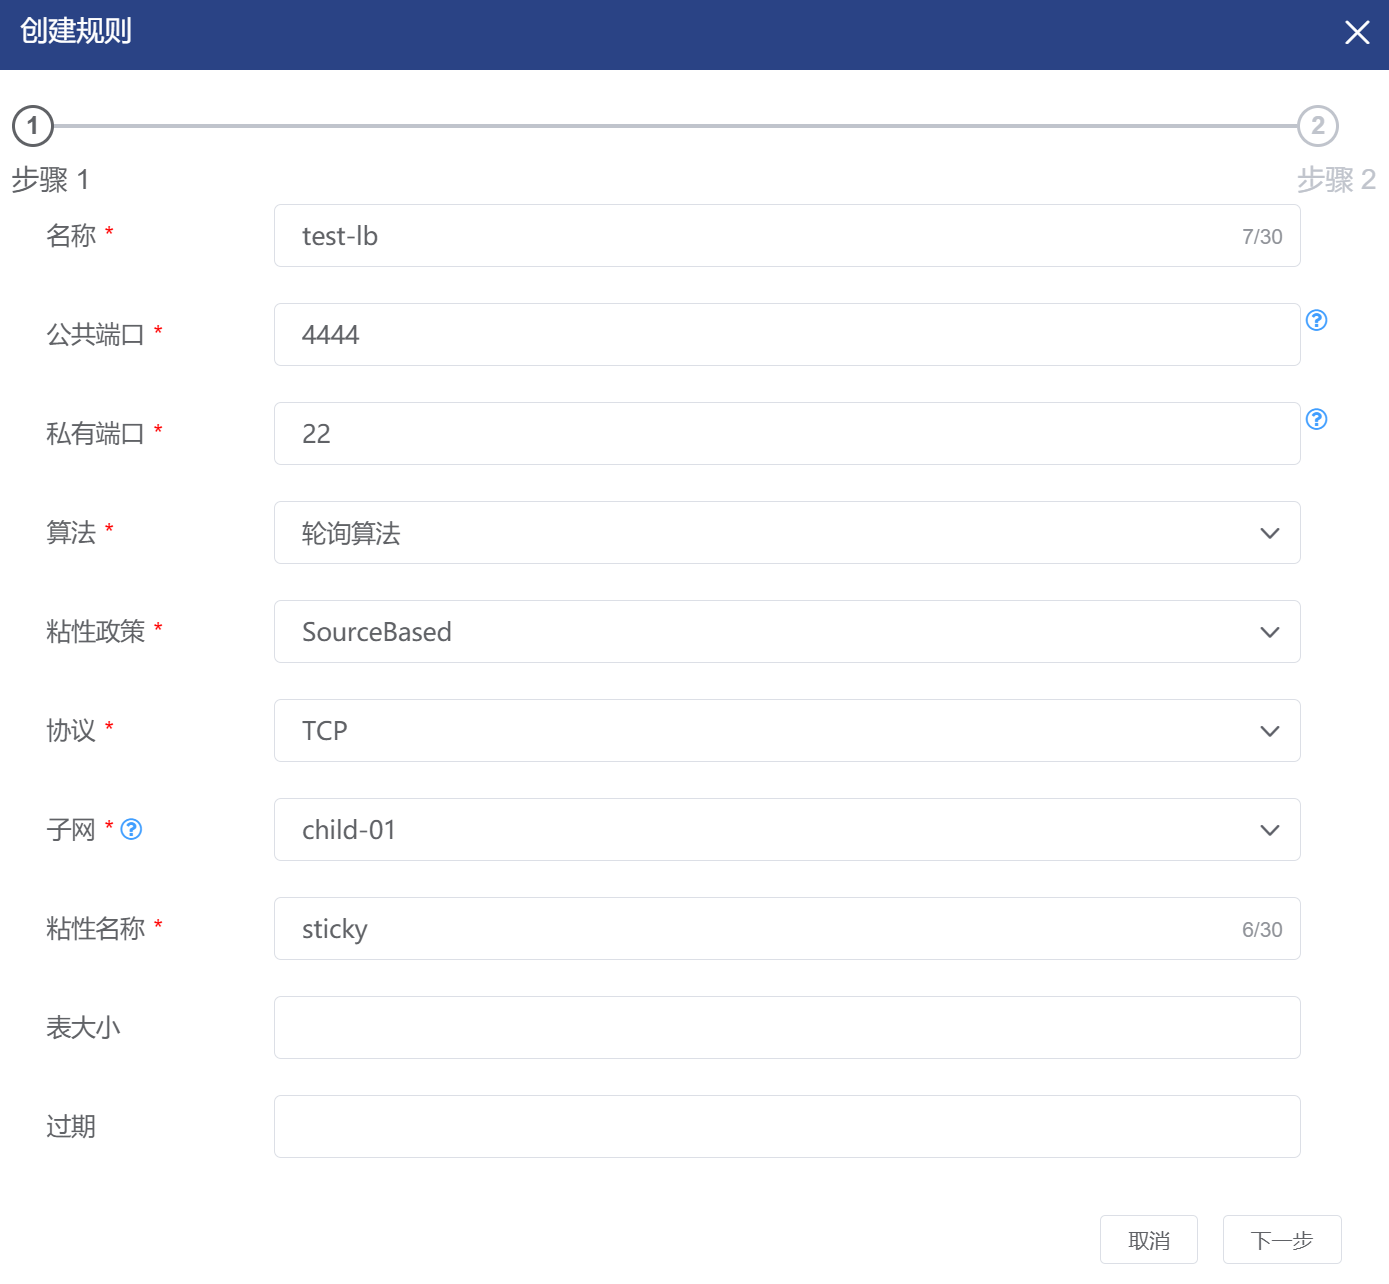 创建规则
1
2
步骤 1
步骤 2
名称 *
test-lb
7/30
公共端口 *
4444
?
私有端口 *
22
?
算法 *
轮询算法
粘性政策 *
SourceBased
协议 *
TCP
子网 * ?
child-01
粘性名称 *
sticky
6/30
表大小
过期
取消
下一步